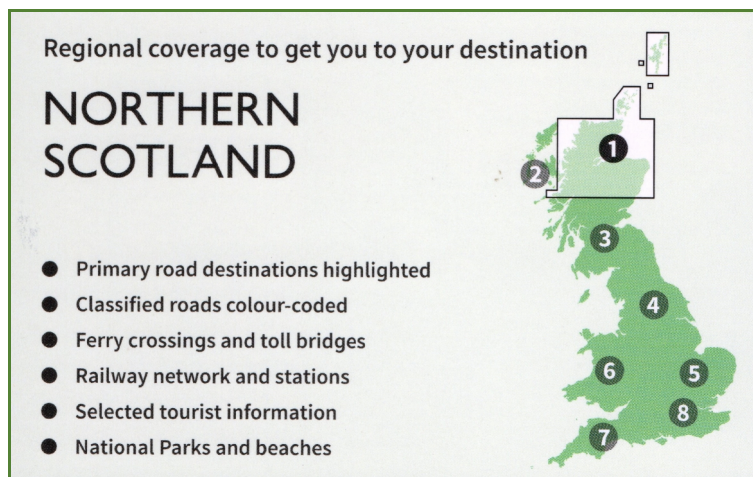 Regional coverage to get you to your destination
NORTHERN
SCOTLAND
● Primary road destinations highlighted
● Classified roads colour-coded
● Ferry crossings and toll bridges
● Railway network and stations
● Selected tourist information
● National Parks and beaches
1
2
3
4
6
5
8
7